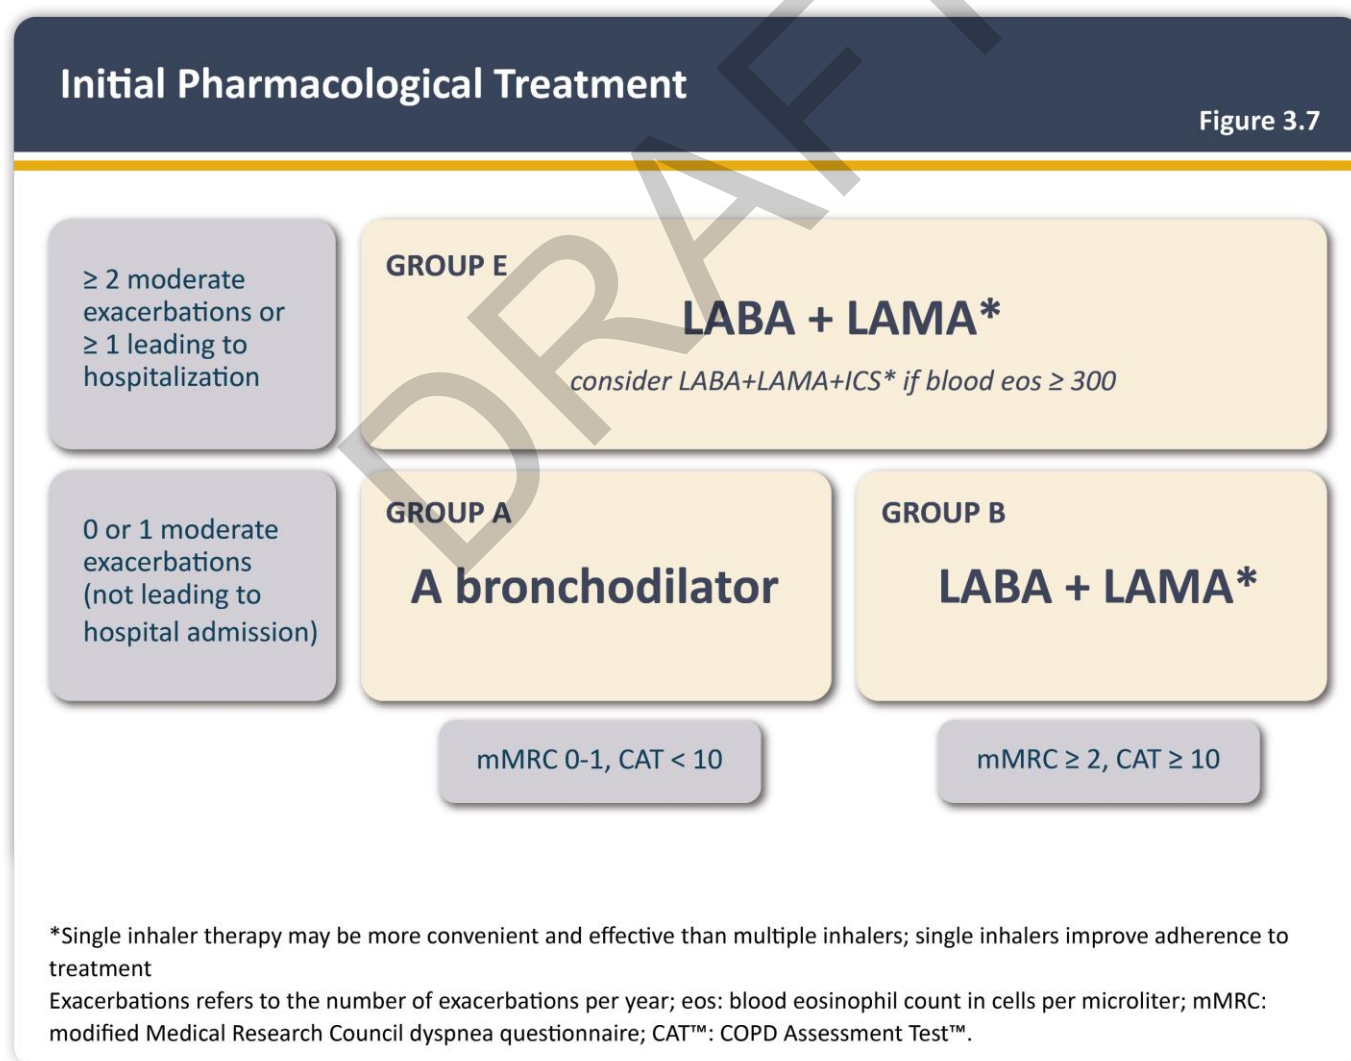 Initial Pharmacological Treatment
Figure 3.7
≥ 2 moderate
exacerbations or
≥ 1 leading to
hospitalization
GROUP E
LABA + LAMA*
consider LABA+LAMA+ICS* if blood eos ≥ 300
0 or 1 moderate
exacerbations
(not leading to
hospital admission)
GROUP A
A bronchodilator
GROUP B
LABA + LAMA*
mMRC 0-1, CAT < 10
mMRC ≥ 2, CAT ≥ 10
*Single inhaler therapy may be more convenient and effective than multiple inhalers; single inhalers improve adherence to
treatment
Exacerbations refers to the number of exacerbations per year; eos: blood eosinophil count in cells per microliter; mMRC:
modified Medical Research Council dyspnea questionnaire; CAT™: COPD Assessment Test™.
DRAFT